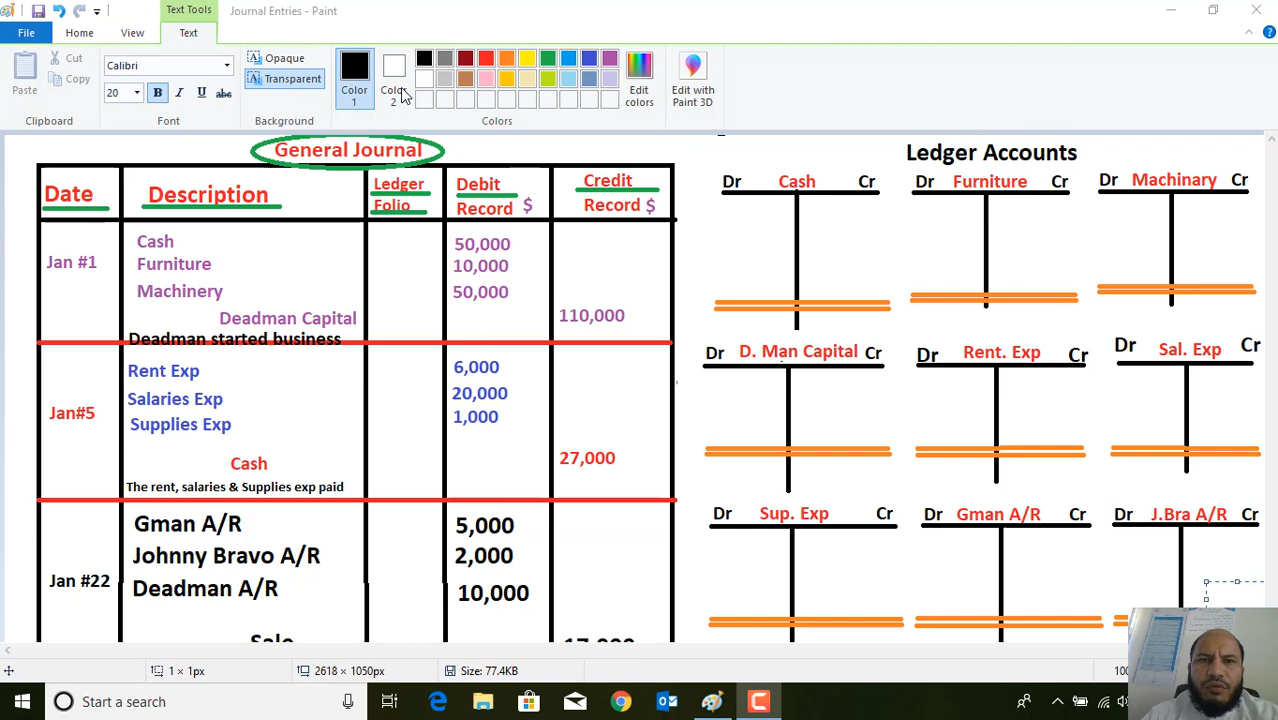 Text Tools
Journal Entries - Paint
File
Home
View
Text
Paste
Cut
Copy
Clipboard
Calibri
20
B I U abc
Font
Opaque
Transparent
Background
Color 1
Color 2
Edit colors
Colors
Edit with Paint 3D
General Journal
Date
Description
Ledger Folio
Debit Record $
Credit Record $
Jan #1
Cash 50,000
Furniture 10,000
Machinery 50,000
Deadman Capital 110,000
Deadman started business
Jan#5
Rent Exp 6,000
Salaries Exp 20,000
Supplies Exp 1,000
Cash 27,000
The rent, salaries & Supplies exp paid
Jan #22
Gman A/R 5,000
Johnny Bravo A/R 2,000
Deadman A/R 10,000
Sale 17,000
Ledger Accounts
Dr Cash Cr
Dr Furniture Cr
Dr Machinary Cr
Dr D. Man Capital Cr
Dr Rent. Exp Cr
Dr Sal. Exp Cr
Dr Sup. Exp Cr
Dr Gman A/R Cr
Dr J.Bra A/R Cr
1 × 1px
2618 × 1050px
Size: 77.4KB
100
Start a search